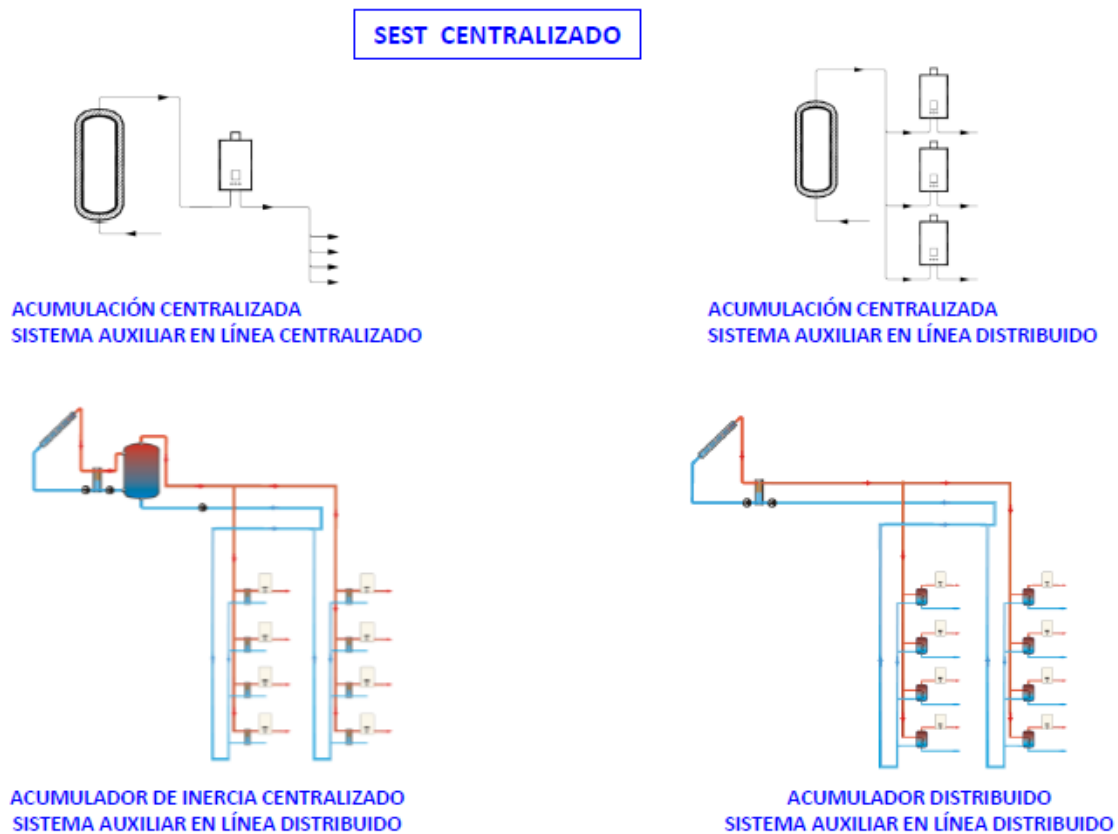 SEST CENTRALIZADO
ACUMULACIÓN CENTRALIZADA
SISTEMA AUXILIAR EN LÍNEA CENTRALIZADO
ACUMULACIÓN CENTRALIZADA
SISTEMA AUXILIAR EN LÍNEA DISTRIBUIDO
ACUMULADOR DE INERCIA CENTRALIZADO
SISTEMA AUXILIAR EN LÍNEA DISTRIBUIDO
ACUMULADOR DISTRIBUIDO
SISTEMA AUXILIAR EN LÍNEA DISTRIBUIDO